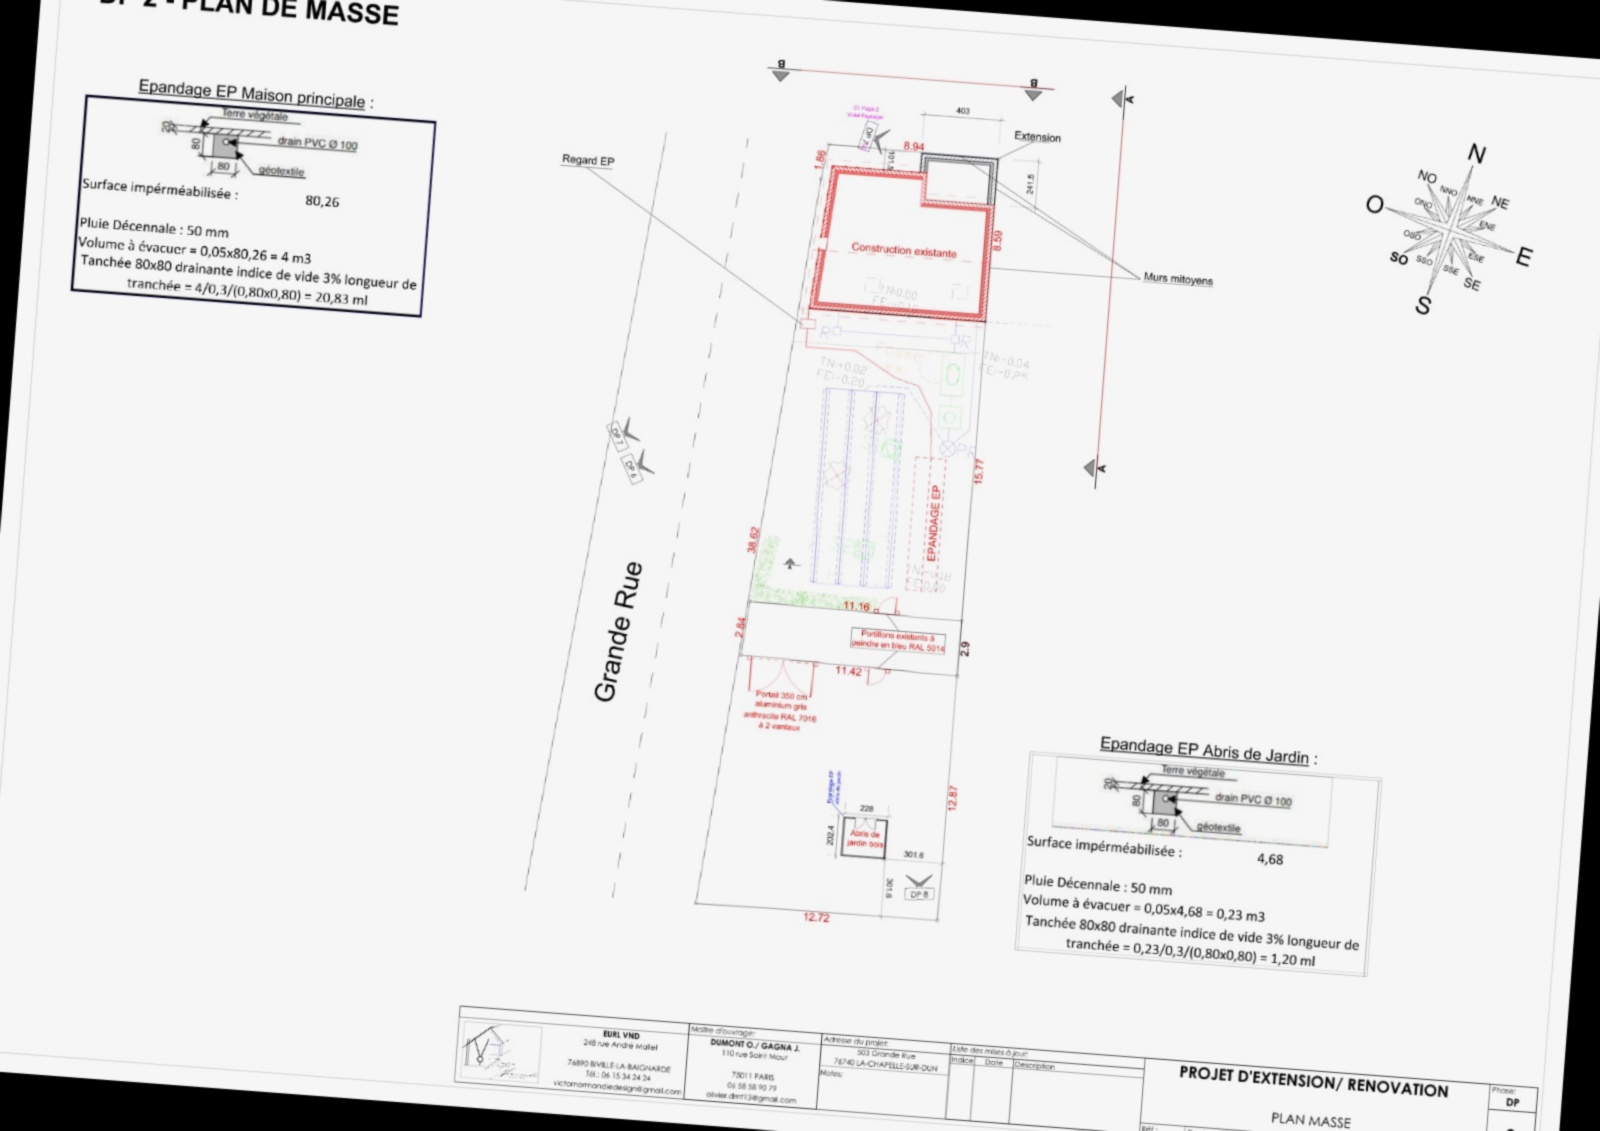 DP 2 - PLAN DE MASSE
Epandage EP Maison principale :
Terre végétale
20
80
drain PVC Ø 100
80
géotextile
Surface impérméabilisée :
80,26
Pluie Décennale : 50 mm
Volume à évacuer = 0,05x80,26 = 4 m3
Tanchée 80x80 drainante indice de vide 3% longueur de
tranchée = 4/0,3/(0,80x0,80) = 20,83 ml
B
B
A
A
403
Extension
Regard EP
1.86
8.94
101.5
241.5
Construction existante
8.59
Murs mitoyens
TN:0.00
R
R
TN:+0.02
FE:-0.20
TN:-0.04
DP 7
DP 6
15.77
EPANDAGE EP
38.62
Grande Rue
11.16
2.84
Portillons existants à
peindre en bleu RAL 5014
2.9
11.42
Portail 350 cm
aluminium gris
anthracite RAL 7016
à 2 vantaux
12.87
228
202.4
Abris de
jardin bois
301.6
301.6
DP 8
12.72
N
NO
NNO
NNE
NE
O
ONO
ENE
OSO
ESE
E
SO
SSO
SSE
SE
S
Epandage EP Abris de Jardin :
Terre végétale
20
80
drain PVC Ø 100
80
géotextile
Surface impérméabilisée :
4,68
Pluie Décennale : 50 mm
Volume à évacuer = 0,05x4,68 = 0,23 m3
Tanchée 80x80 drainante indice de vide 3% longueur de
tranchée = 0,23/0,3/(0,80x0,80) = 1,20 ml
EURL VND
248 rue André Mallet
76890 BIVILLE-LA-BAIGNARDE
Tél.: 06 15 34 24 24
victornormandiedesign@gmail.com
Maître d'ouvrage:
DUMONT O./ GAGNA J.
110 rue Saint Maur
75011 PARIS
06 58 58 90 79
olivier.dmt13@gmail.com
Adresse du projet:
503 Grande Rue
76740 LA-CHAPELLE-SUR-DUN
Notes:
Liste des mises à jour:
Indice
Date
Description
PROJET D'EXTENSION/ RENOVATION
PLAN MASSE
Phase:
DP